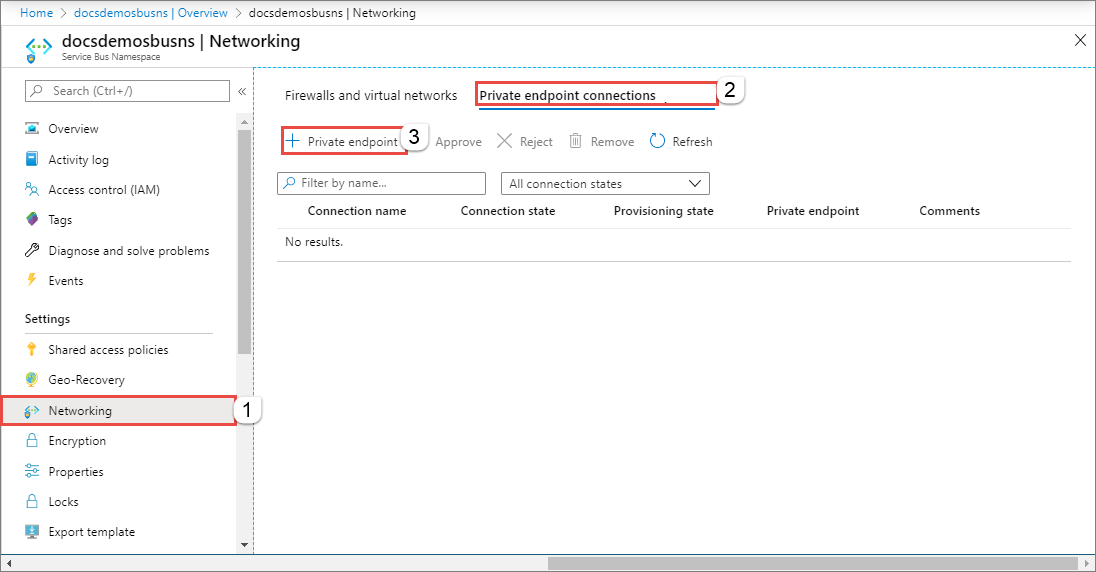 Home > docsdemosbusns | Overview > docsdemosbusns | Networking
docsdemosbusns | Networking
Service Bus Namespace
Search (Ctrl+/)
«
Overview
Activity log
Access control (IAM)
Tags
Diagnose and solve problems
Events
Settings
Shared access policies
Geo-Recovery
Networking
1
Encryption
Properties
Locks
Export template
Firewalls and virtual networks
Private endpoint connections
2
+ Private endpoint
3
Approve
Reject
Remove
Refresh
Filter by name...
All connection states
Connection name Connection state Provisioning state Private endpoint Comments
No results.